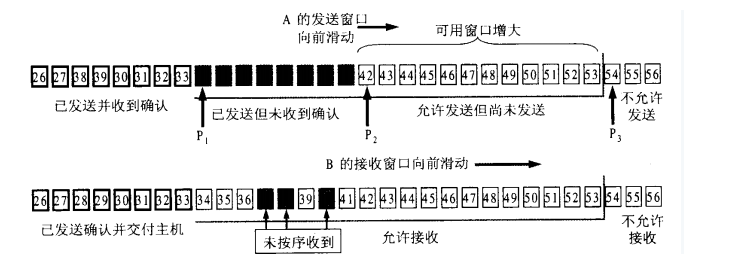 A 的发送窗口
向前滑动
可用窗口增大
26 27 38 39 30 31 32 33 42 43 44 45 46 47 48 49 50 51 52 53 54 55 56
已发送并收到确认 已发送但未收到确认 允许发送但尚未发送 不允许
发送
P1 P2 P3
B 的接收窗口向前滑动
26 27 28 29 30 31 32 33 34 35 36 39 41 42 43 44 45 46 47 48 49 50 51 52 53 54 55 56
已发送确认并交付主机 未按序收到 允许接收 不允许
接收